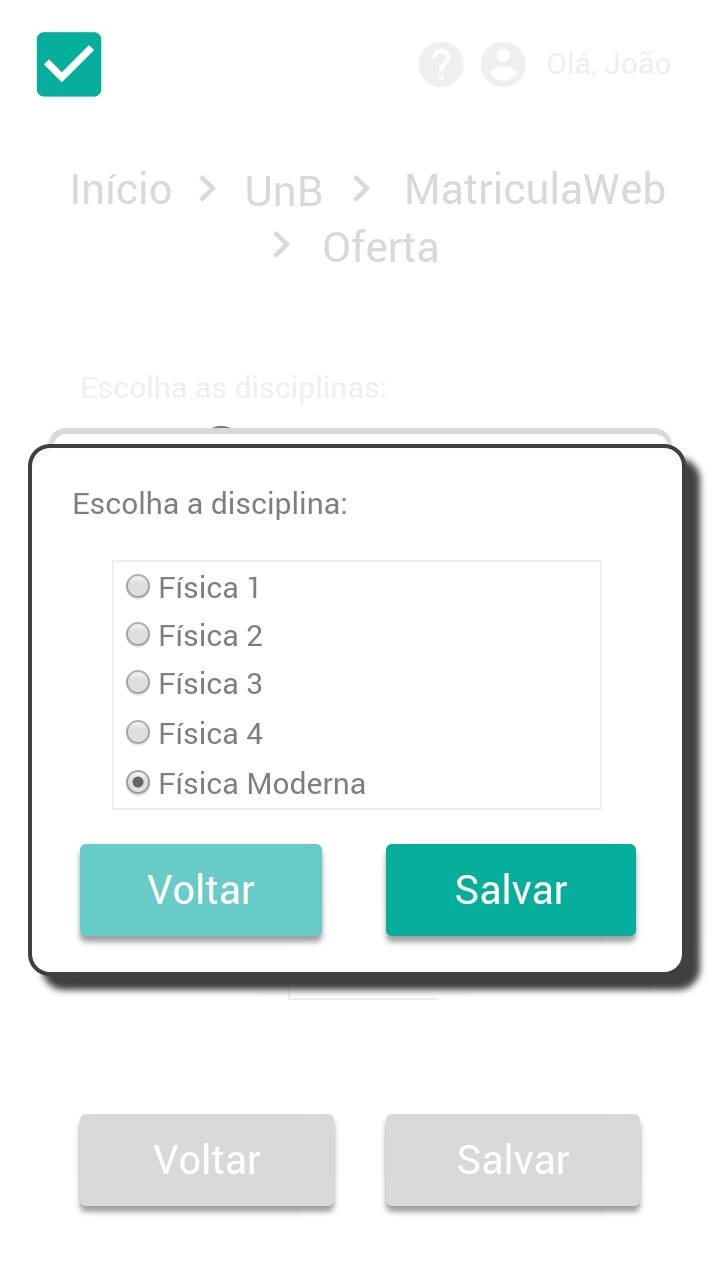 Olá, João
Início > UnB > MatriculaWeb
> Oferta
Escolha as disciplinas:
Escolha a disciplina:
Física 1
Física 2
Física 3
Física 4
Física Moderna
Voltar Salvar
Voltar Salvar